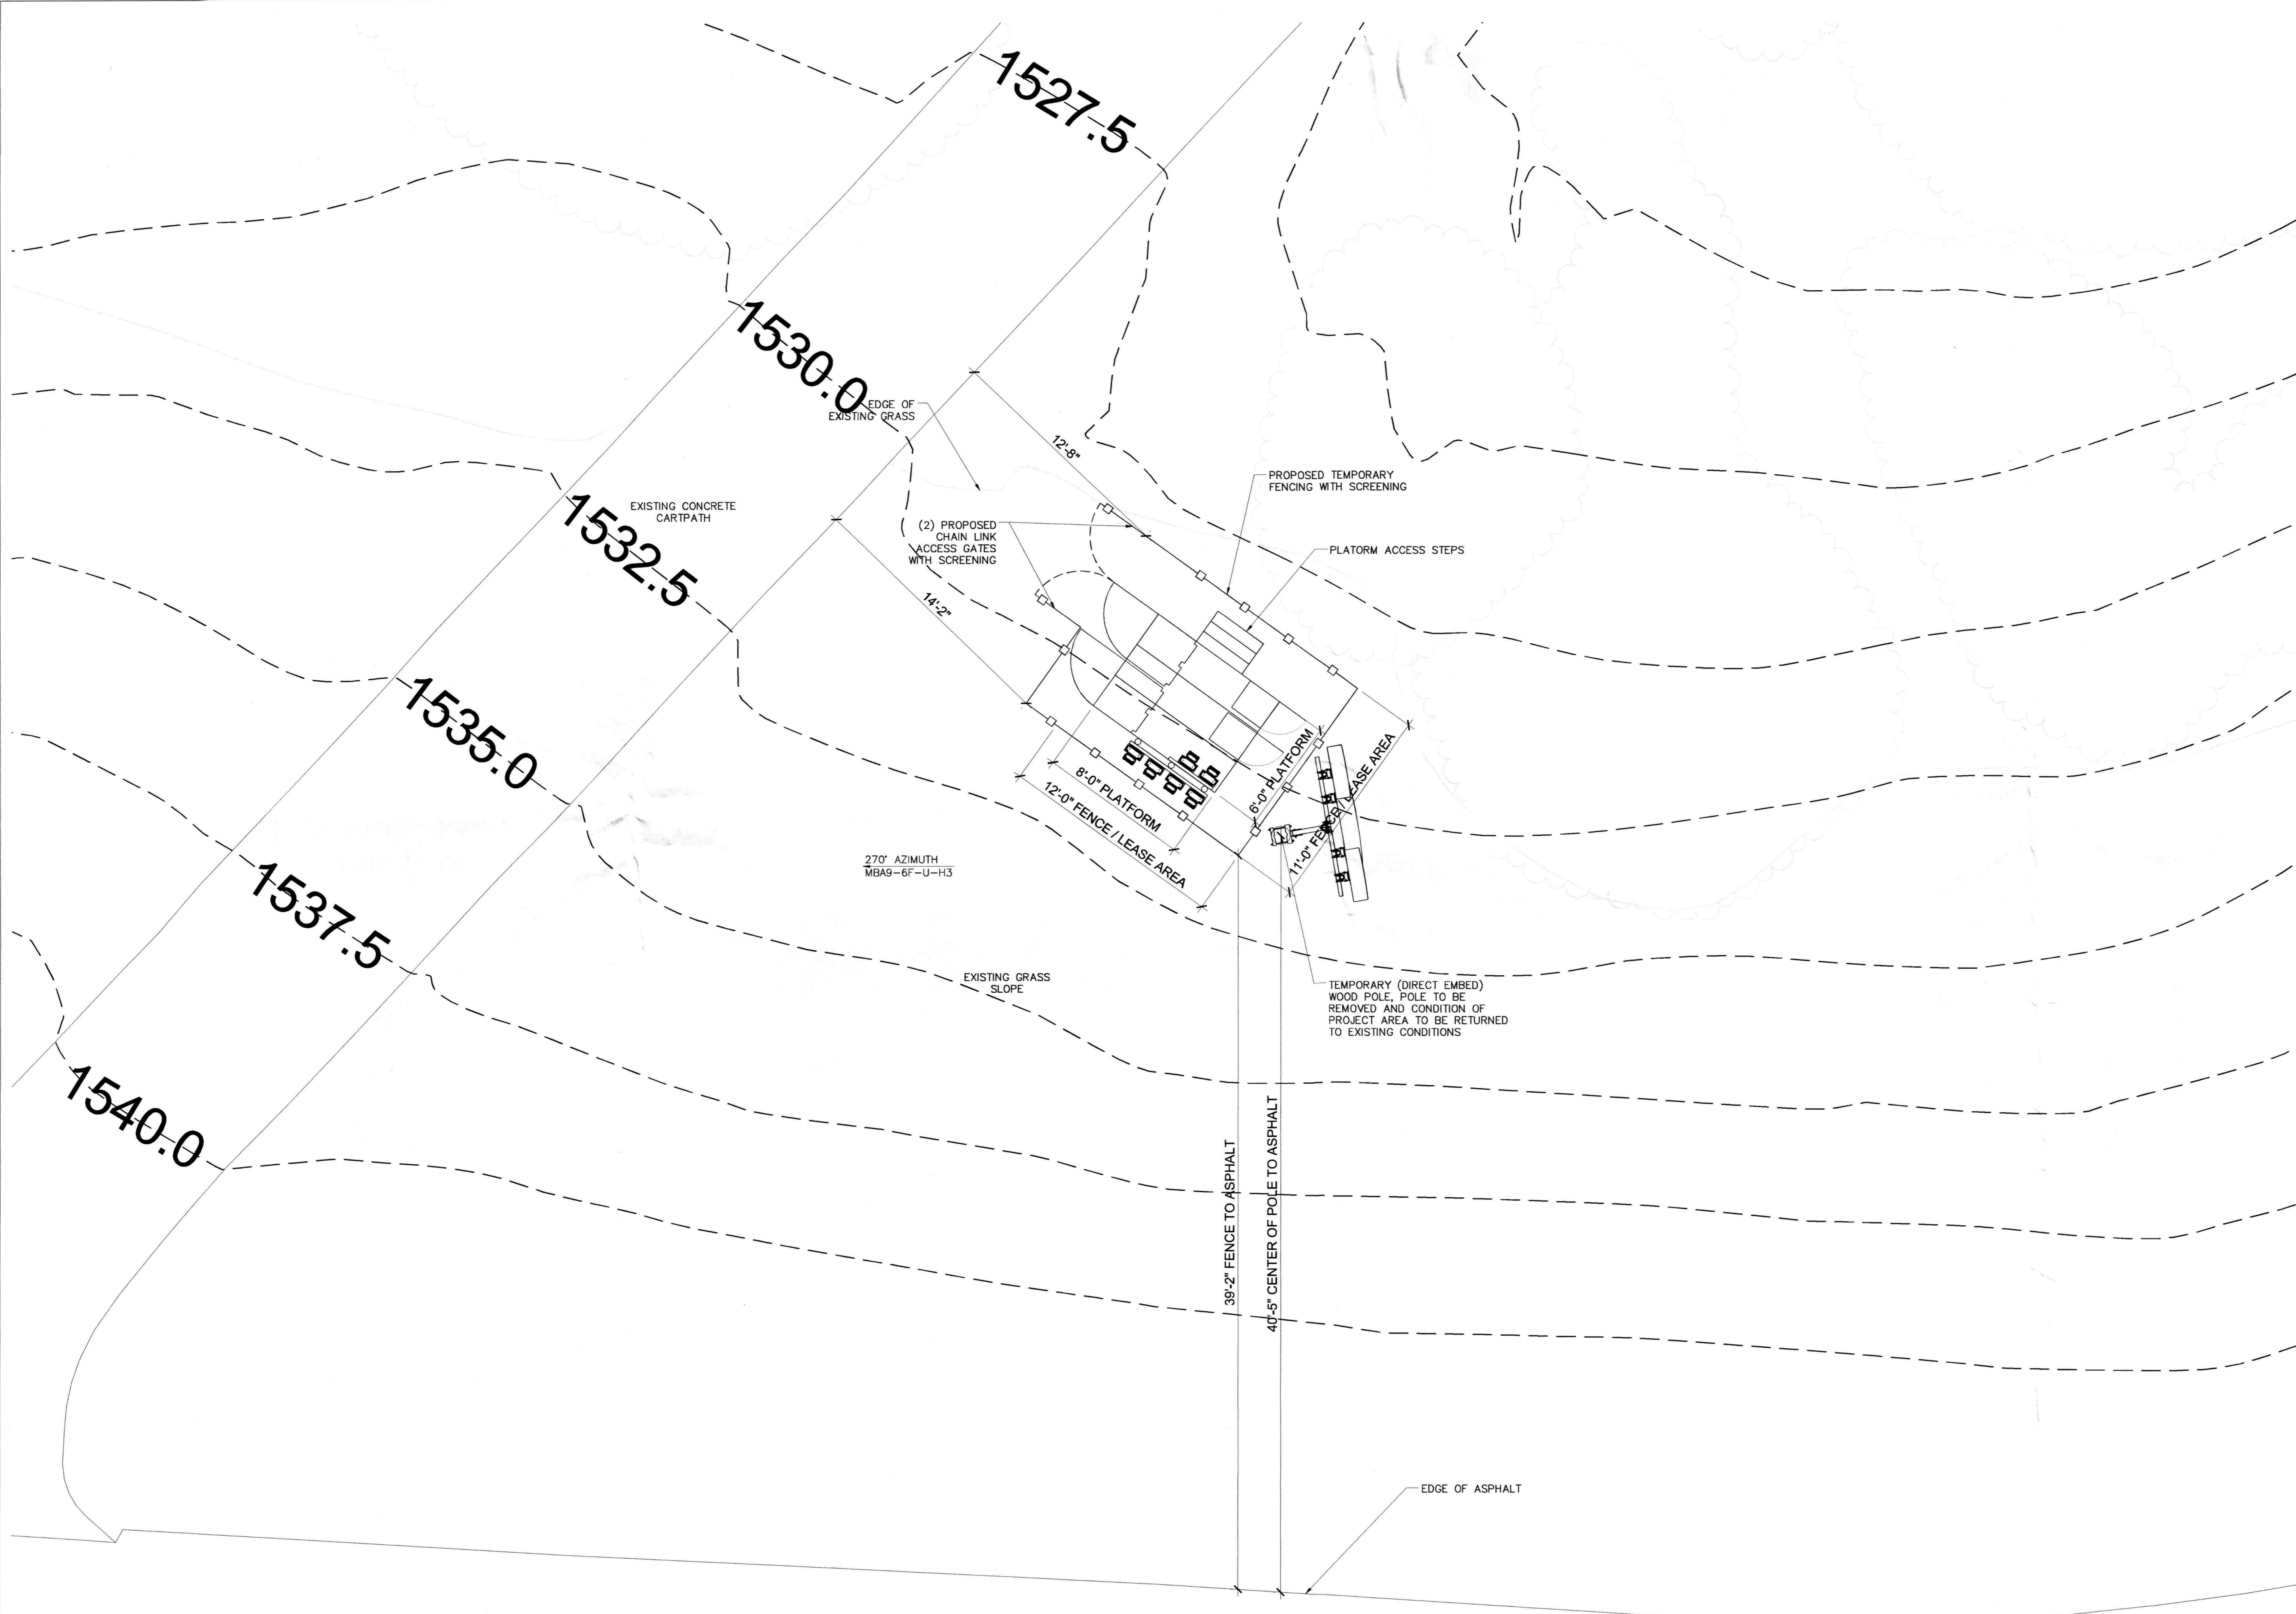 1527.5
1530.0
EDGE OF
EXISTING GRASS
12'-8"
PROPOSED TEMPORARY
FENCING WITH SCREENING
EXISTING CONCRETE
CARTPATH
1532.5
(2) PROPOSED
CHAIN LINK
ACCESS GATES
WITH SCREENING
PLATORM ACCESS STEPS
14'-2"
1535.0
8'-0" PLATFORM
12'-0" FENCE / LEASE AREA
6'-0" PLATFORM
11'-0" FENCE / LEASE AREA
270° AZIMUTH
MBA9-6F-U-H3
1537.5
EXISTING GRASS
SLOPE
TEMPORARY (DIRECT EMBED)
WOOD POLE, POLE TO BE
REMOVED AND CONDITION OF
PROJECT AREA TO BE RETURNED
TO EXISTING CONDITIONS
1540.0
39'-2" FENCE TO ASPHALT
40'-5" CENTER OF POLE TO ASPHALT
EDGE OF ASPHALT